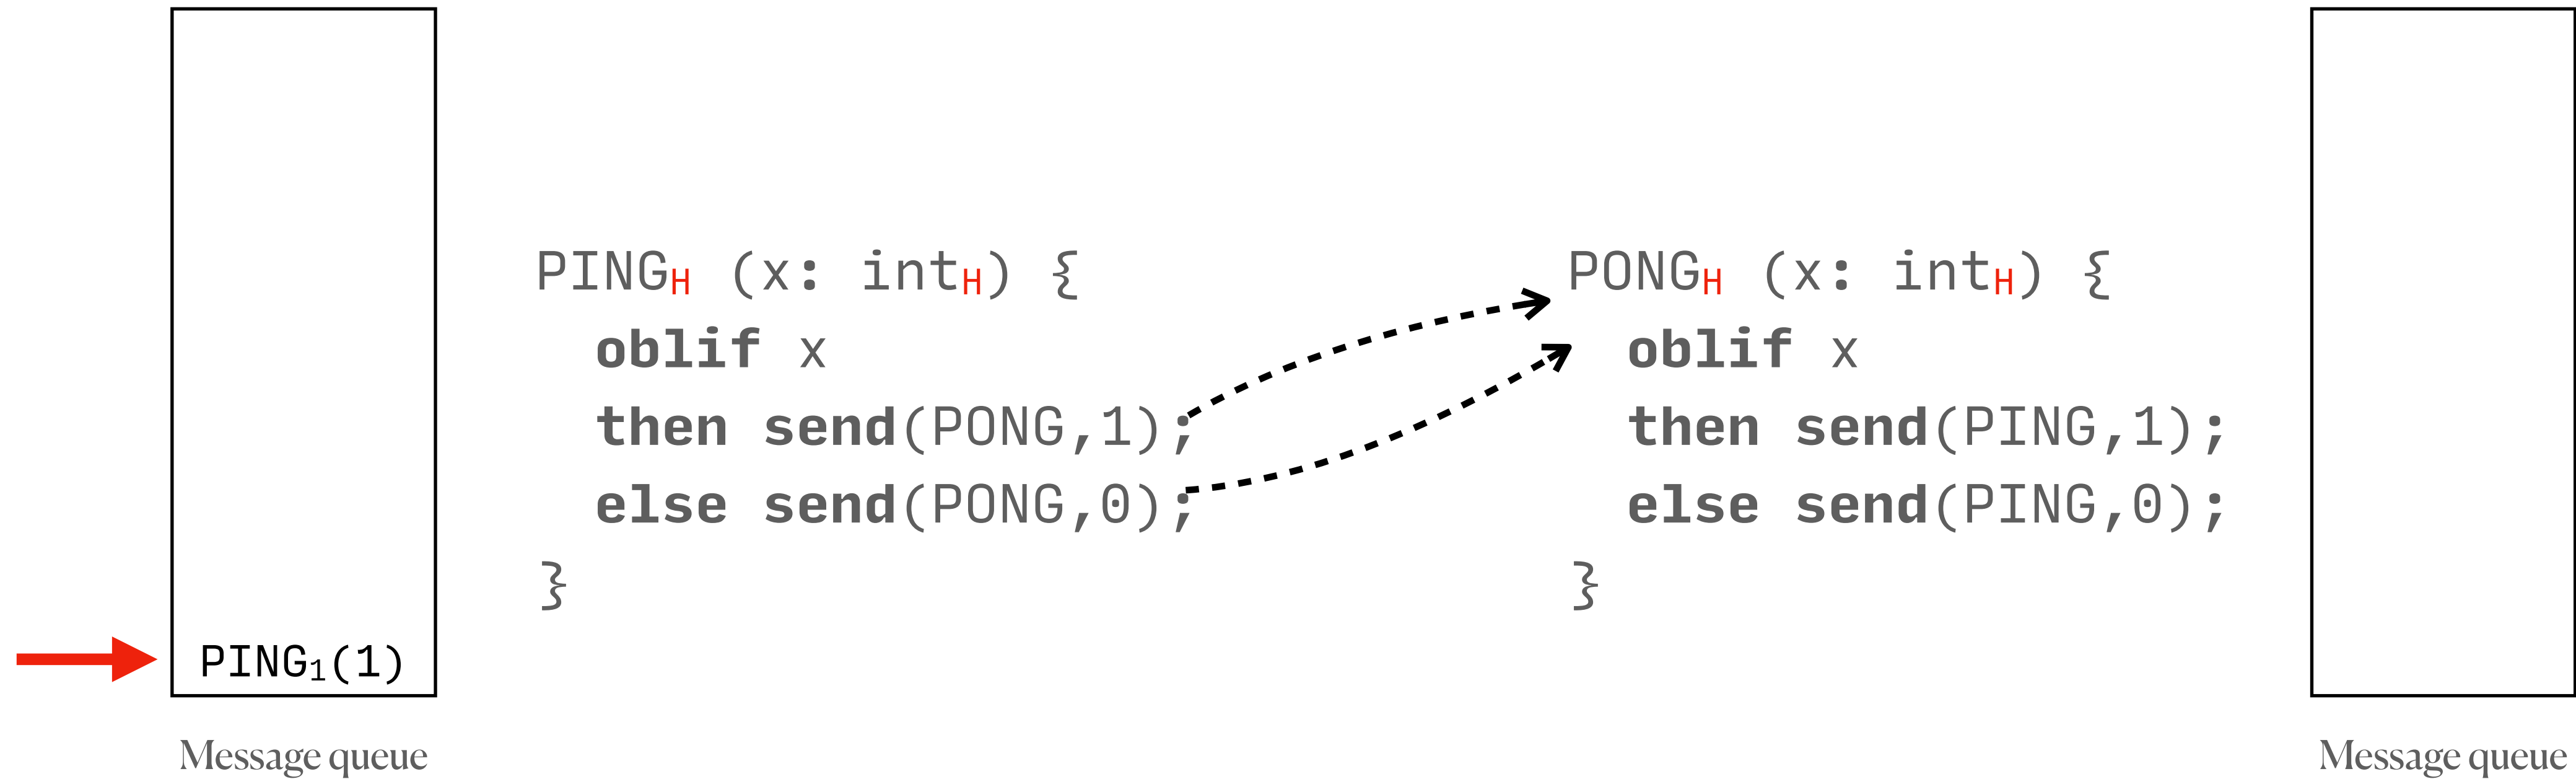 PING₁(1)
Message queue
PINGH (x: intH) {
oblif x
then send(PONG,1);
else send(PONG,0);
}
PONGH (x: intH) {
oblif x
then send(PING,1);
else send(PING,0);
}
Message queue